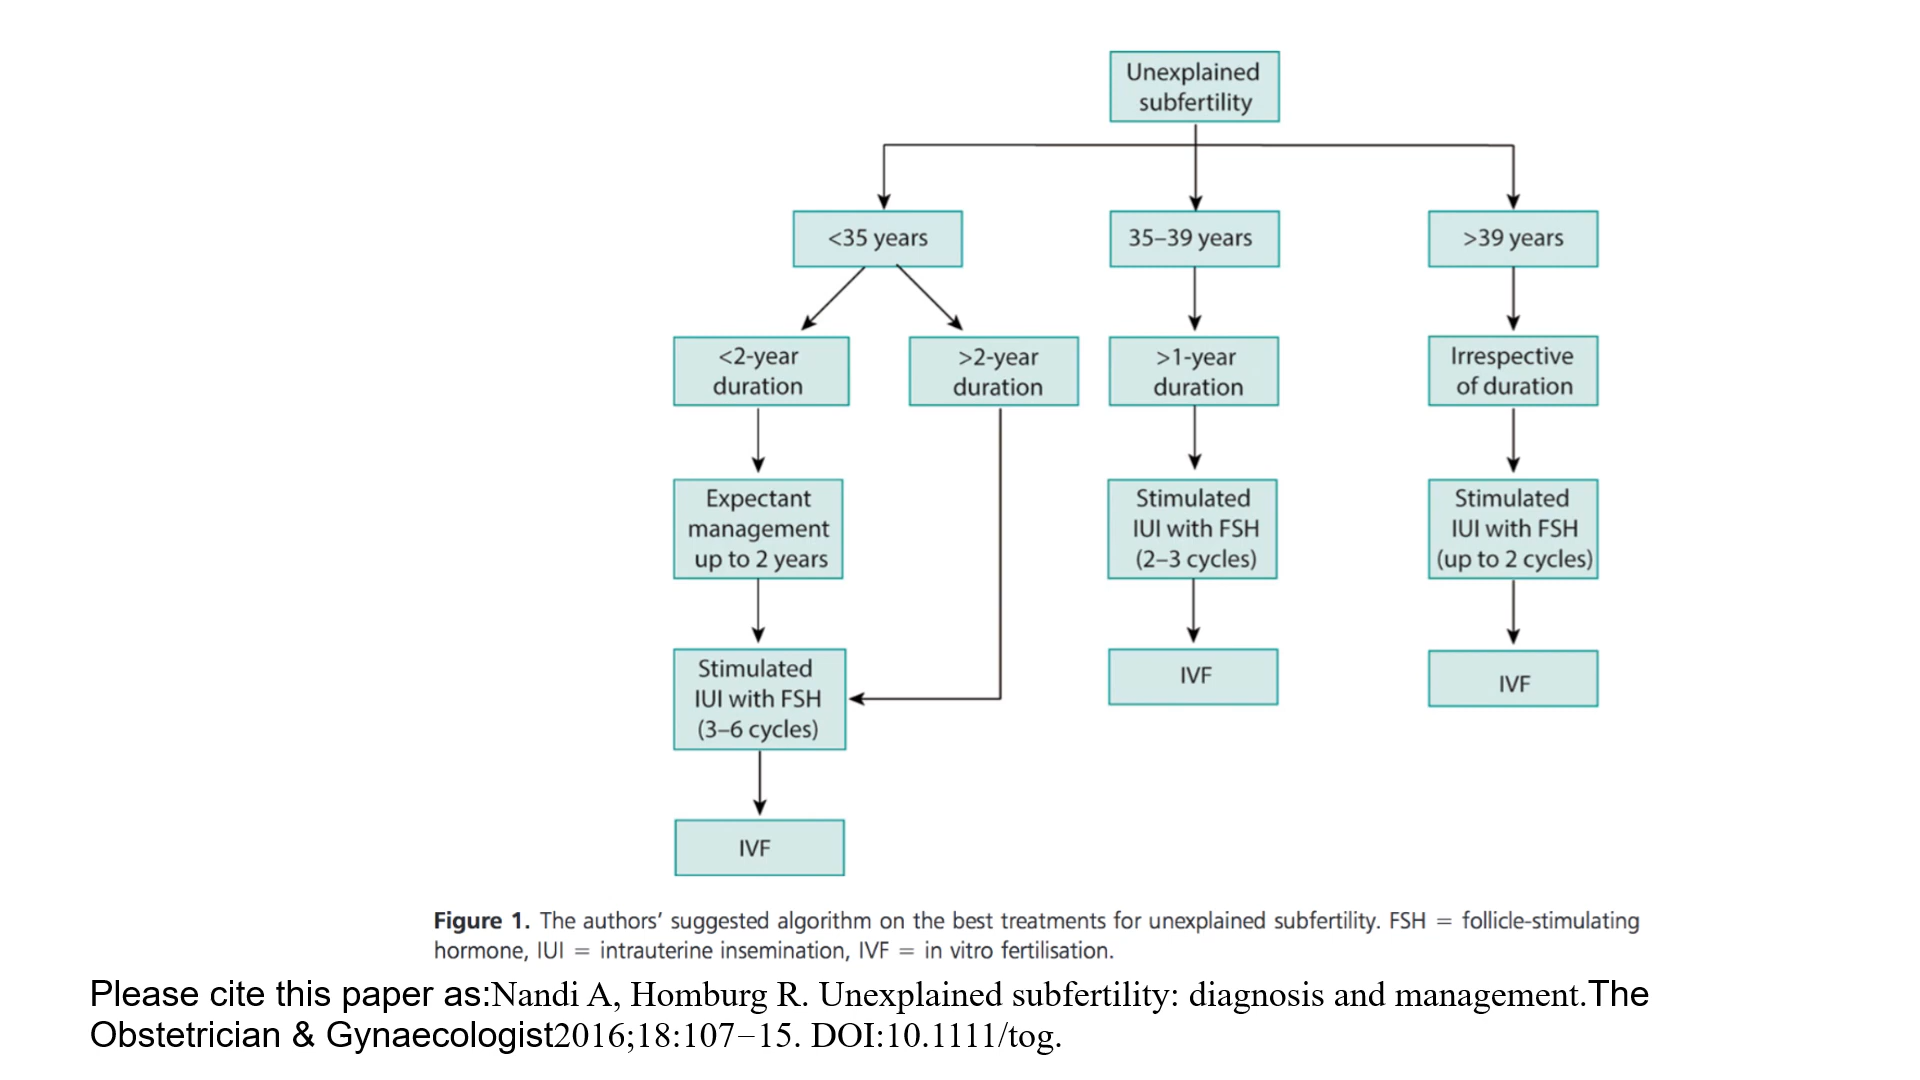 Unexplained
subfertility
<35 years
35–39 years
>39 years
<2-year
duration
>2-year
duration
>1-year
duration
Irrespective
of duration
Expectant
management
up to 2 years
Stimulated
IUI with FSH
(2–3 cycles)
Stimulated
IUI with FSH
(up to 2 cycles)
Stimulated
IUI with FSH
(3–6 cycles)
IVF
IVF
IVF
Figure 1. The authors’ suggested algorithm on the best treatments for unexplained subfertility. FSH = follicle-stimulating
hormone, IUI = intrauterine insemination, IVF = in vitro fertilisation.
Please cite this paper as:Nandi A, Homburg R. Unexplained subfertility: diagnosis and management.The
Obstetrician & Gynaecologist2016;18:107–15. DOI:10.1111/tog.